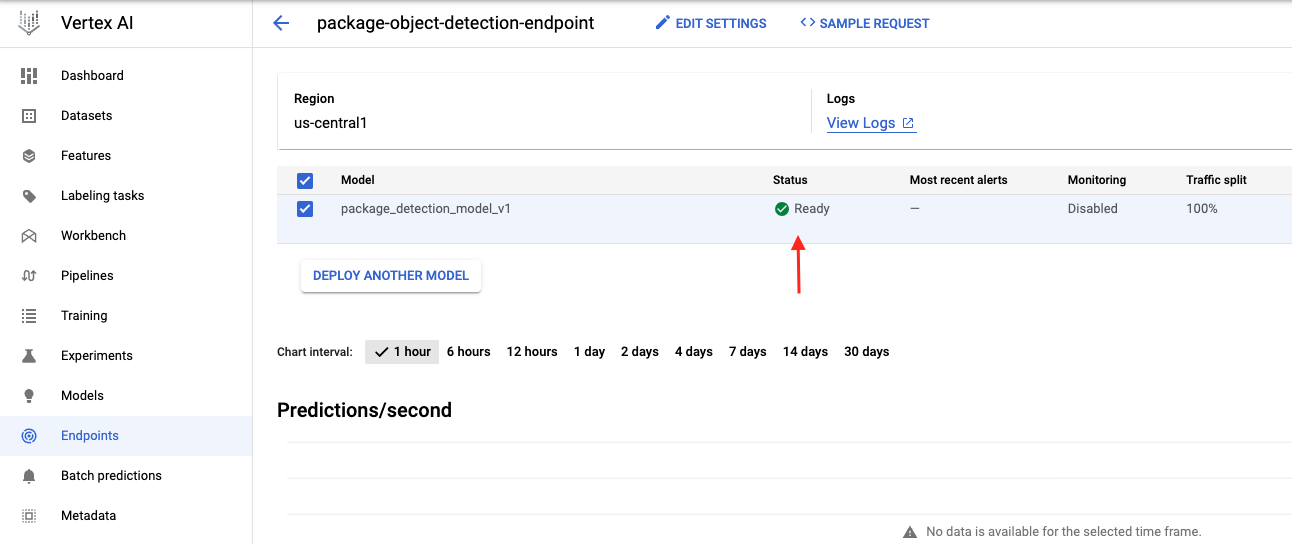 Vertex AI
package-object-detection-endpoint
EDIT SETTINGS
SAMPLE REQUEST
Dashboard
Datasets
Features
Labeling tasks
Workbench
Pipelines
Training
Experiments
Models
Endpoints
Batch predictions
Metadata
Region
us-central1
Logs
View Logs
Model Status Most recent alerts Monitoring Traffic split
package_detection_model_v1 Ready — Disabled 100%
DEPLOY ANOTHER MODEL
Chart interval: 1 hour 6 hours 12 hours 1 day 2 days 4 days 7 days 14 days 30 days
Predictions/second
No data is available for the selected time frame.